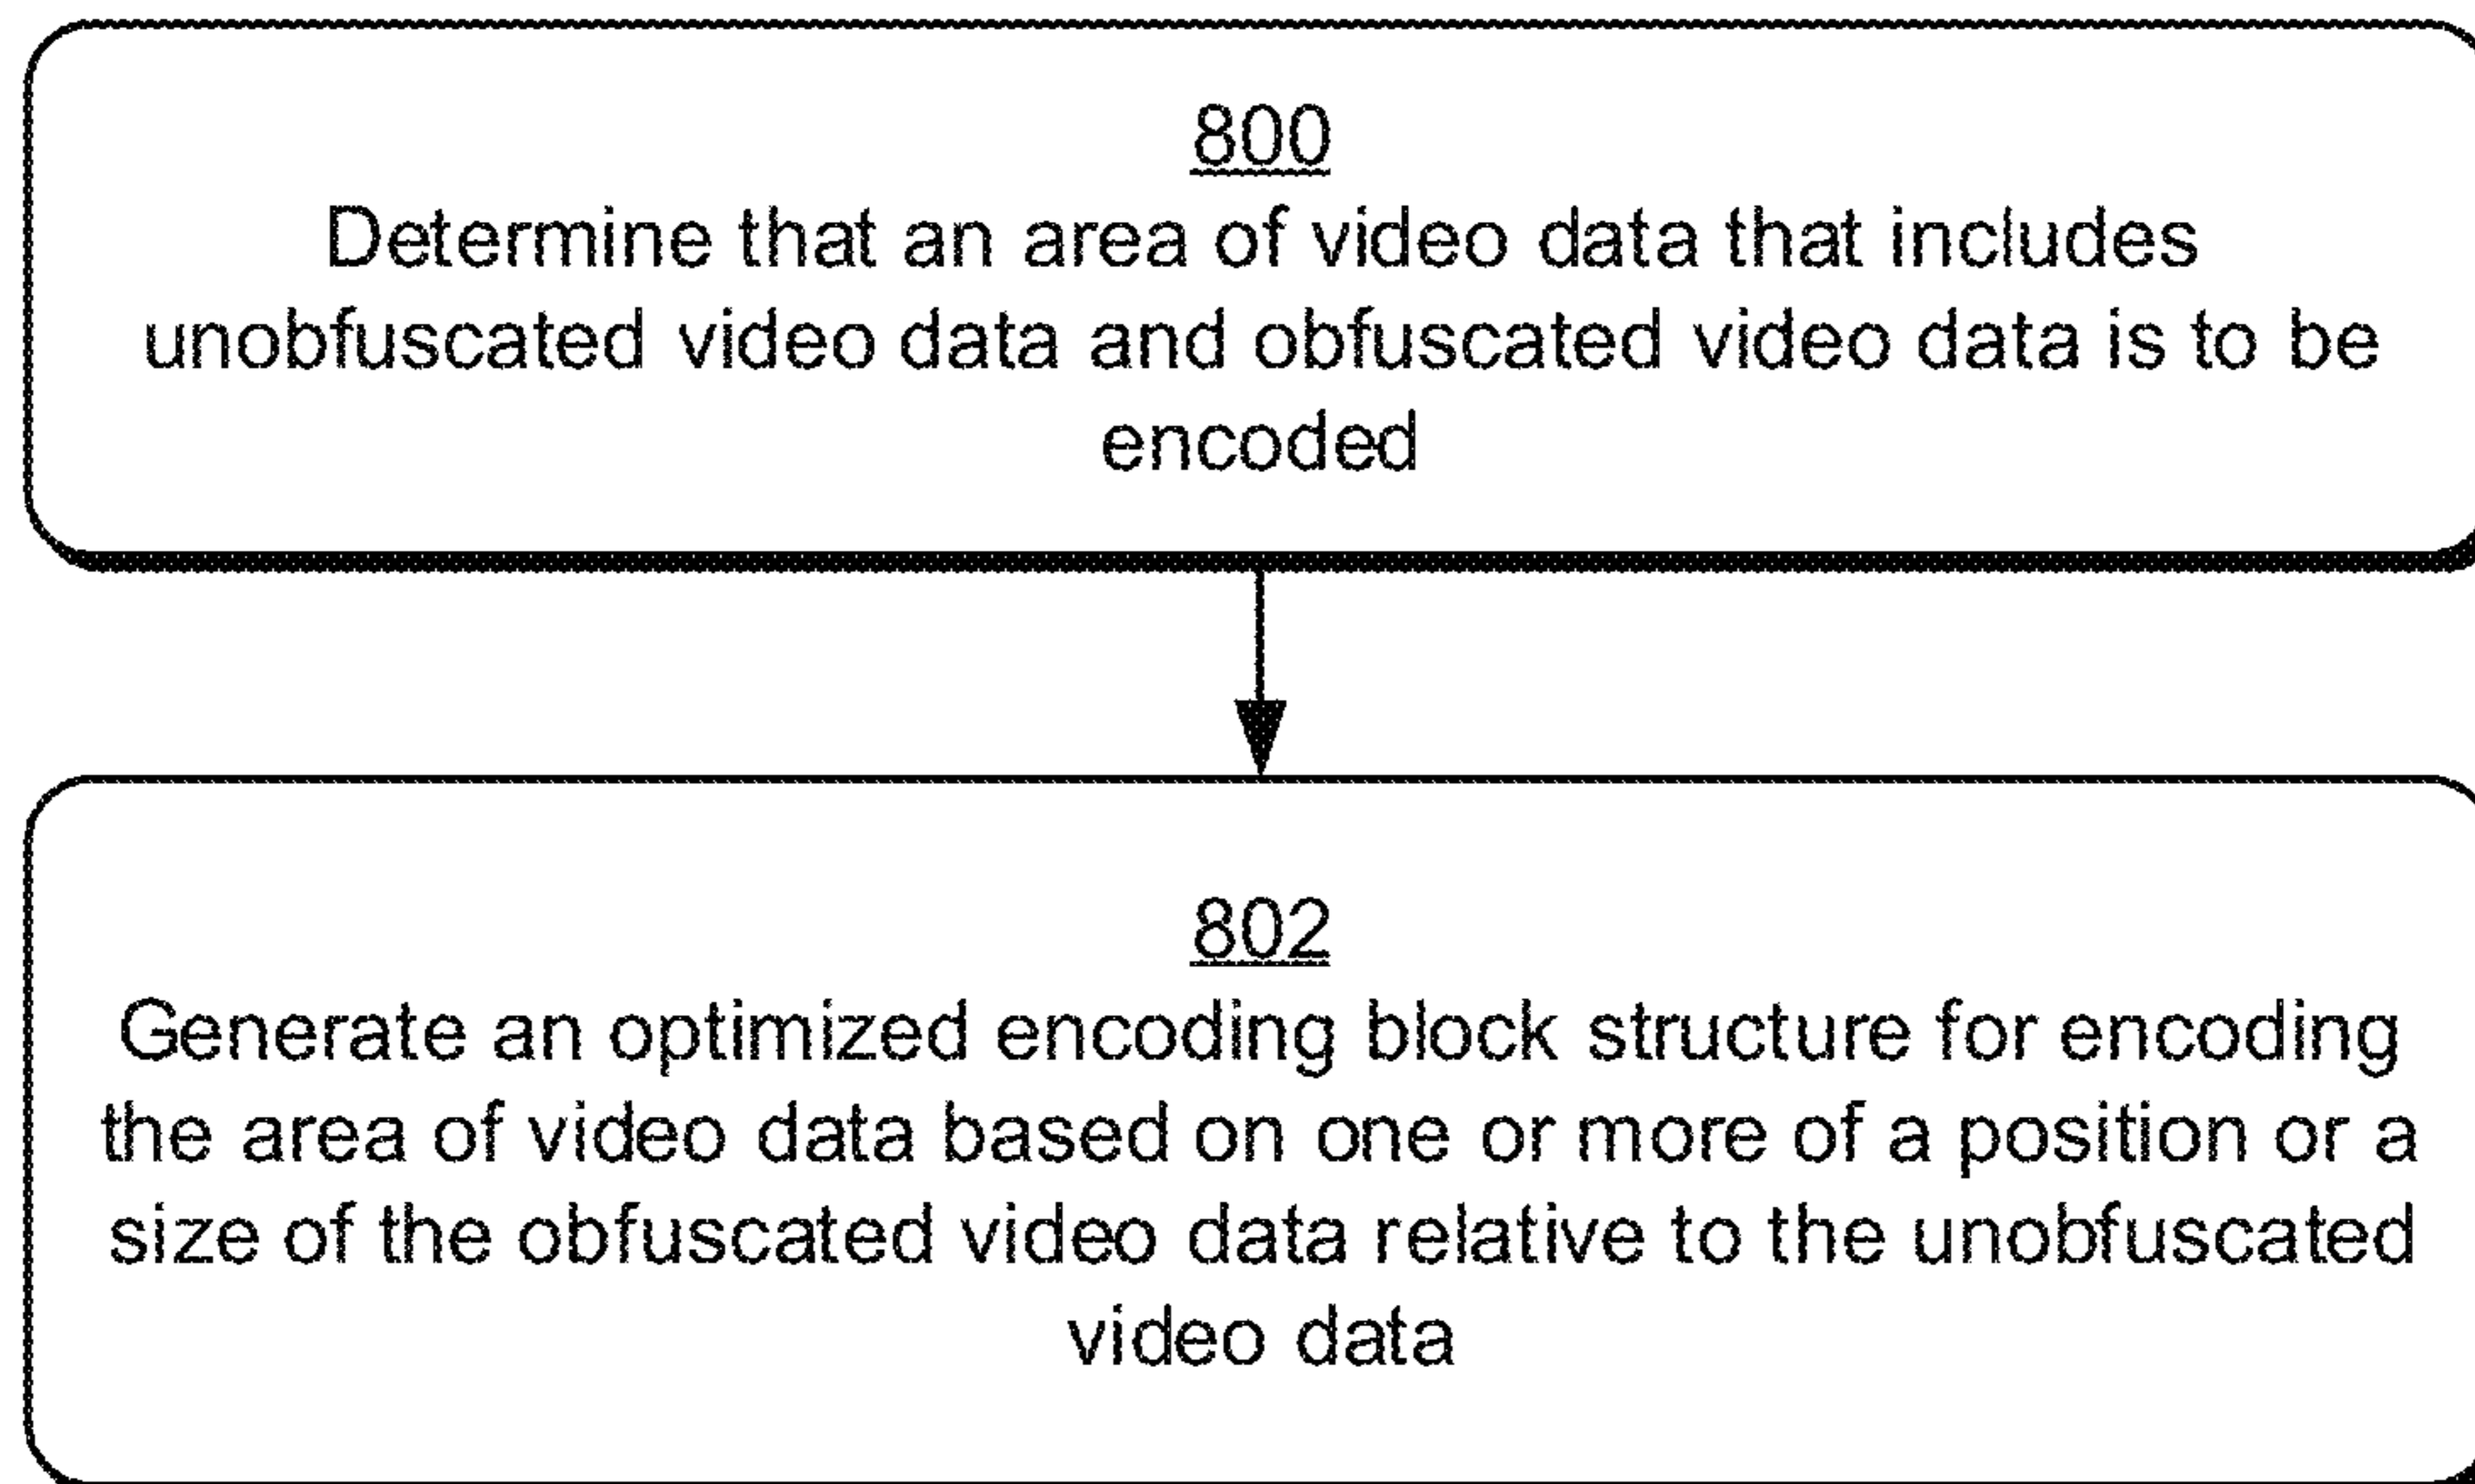 800
Determine that an area of video data that includes
unobfuscated video data and obfuscated video data is to be
encoded
802
Generate an optimized encoding block structure for encoding
the area of video data based on one or more of a position or a
size of the obfuscated video data relative to the unobfuscated
video data